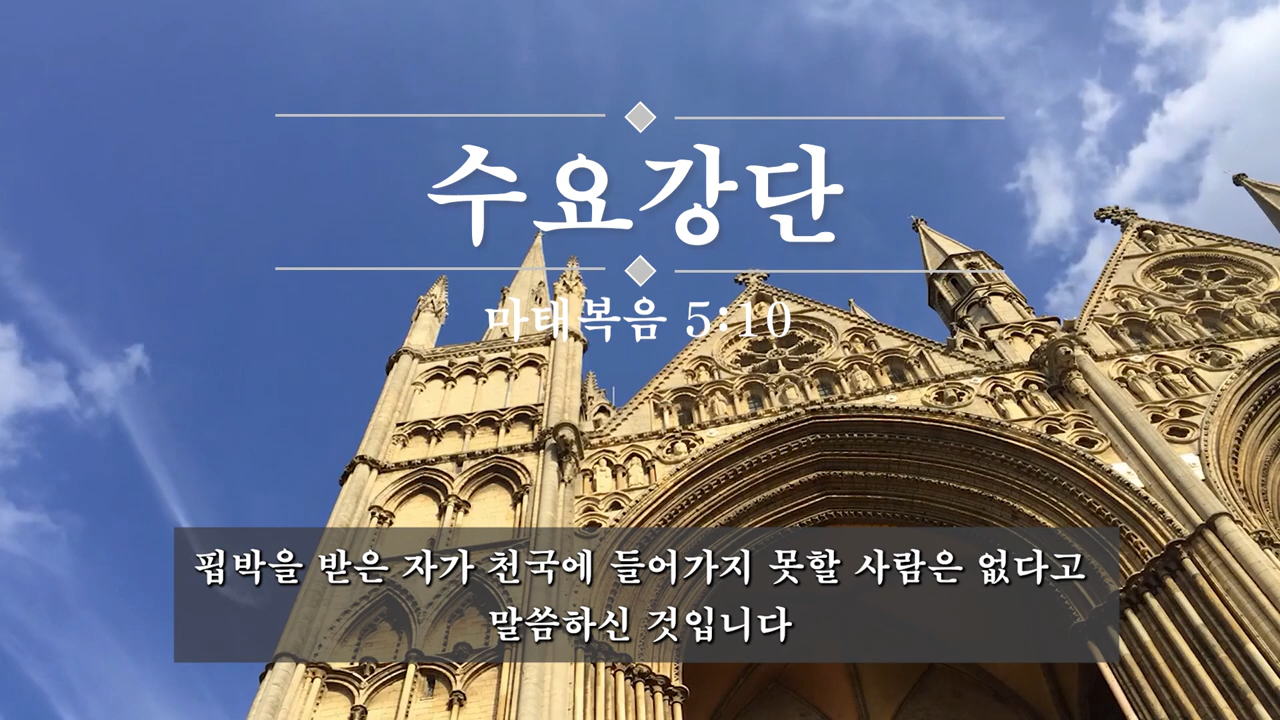 수요강단
마태복음 5:10
핍박을 받은 자가 천국에 들어가지 못할 사람은 없다고
말씀하신 것입니다